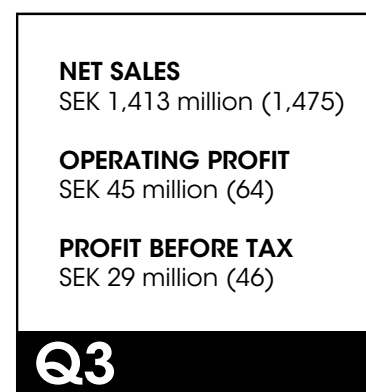 NET SALES
SEK 1,413 million (1,475)
OPERATING PROFIT
SEK 45 million (64)
PROFIT BEFORE TAX
SEK 29 million (46)
Q3